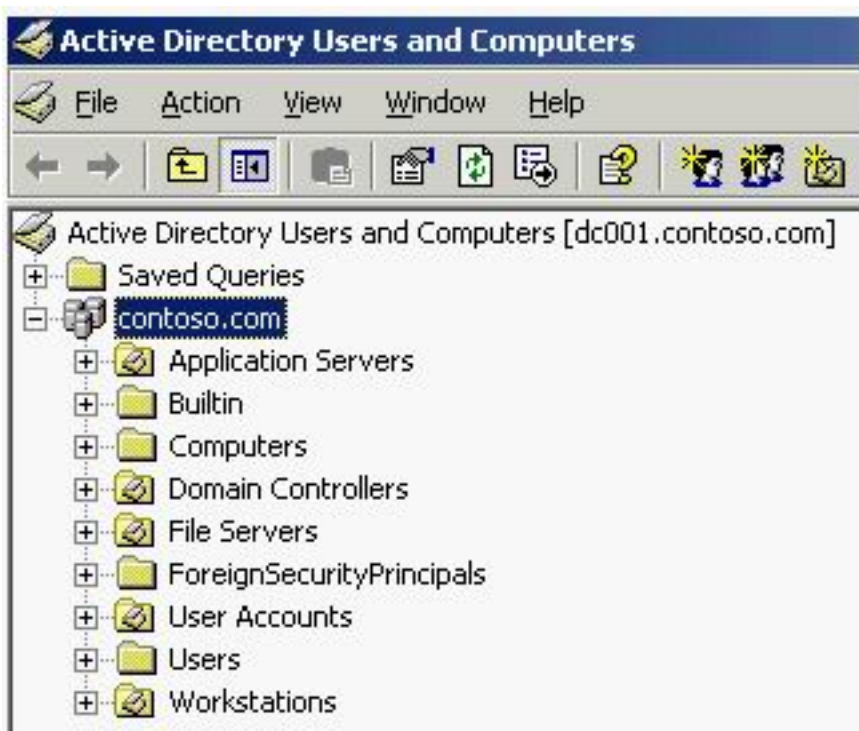 Active Directory Users and Computers
File Action View Window Help
Active Directory Users and Computers [dc001.contoso.com]
Saved Queries
contoso.com
Application Servers
Builtin
Computers
Domain Controllers
File Servers
ForeignSecurityPrincipals
User Accounts
Users
Workstations